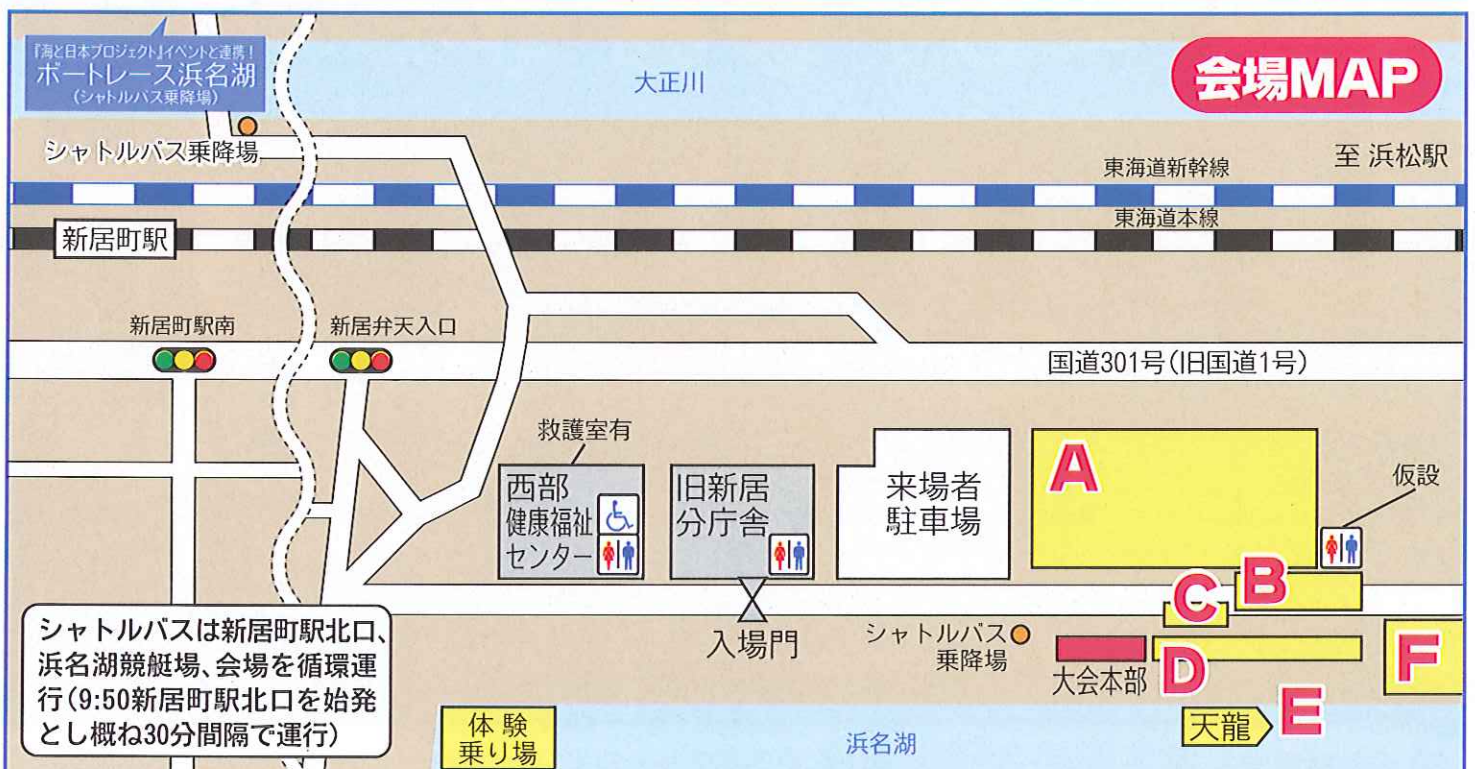 『海と日本プロジェクト』イベントと連携！
ボートレース浜名湖
（シャトルバス乗降場）
大正川
会場MAP
シャトルバス乗降場
東海道新幹線
至 浜松駅
東海道本線
新居町駅
新居町駅南
新居弁天入口
国道301号（旧国道1号）
救護室有
西部
健康福祉
センター
旧新居
分庁舎
来場者
駐車場
A
仮設
B
C
入場門
シャトルバス
乗降場
大会本部
D
F
E
天龍
シャトルバスは新居町駅北口、
浜名湖競艇場、会場を循環運
行（9:50新居町駅北口を始発
とし概ね30分間隔で運行）
体験
乗り場
浜名湖